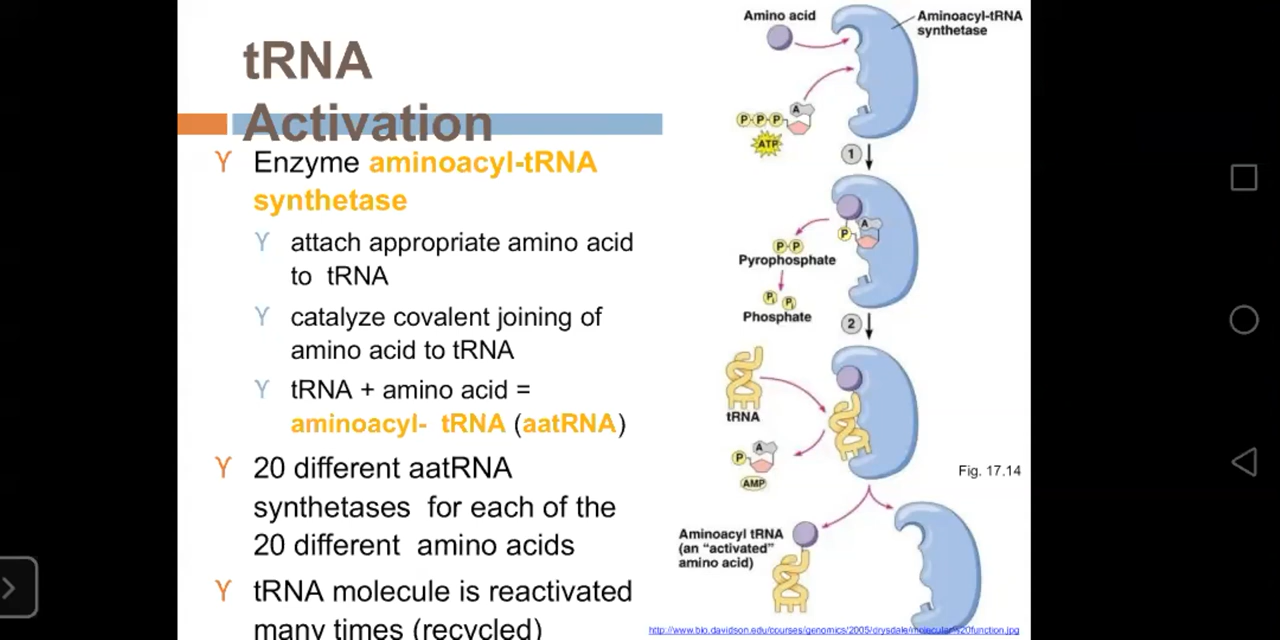 tRNA
Activation
Enzyme aminoacyl-tRNA
synthetase
attach appropriate amino acid
to tRNA
catalyze covalent joining of
amino acid to tRNA
tRNA + amino acid =
aminoacyl- tRNA (aatRNA)
20 different aatRNA
synthetases for each of the
20 different amino acids
tRNA molecule is reactivated
many times (recycled)
Amino acid
Aminoacyl-tRNA
synthetase
A
P P P
ATP
1
A
P
P P
Pyrophosphate
Pi Pi
Phosphate
2
tRNA
A
P
AMP
Fig. 17.14
Aminoacyl tRNA
(an “activated”
amino acid)